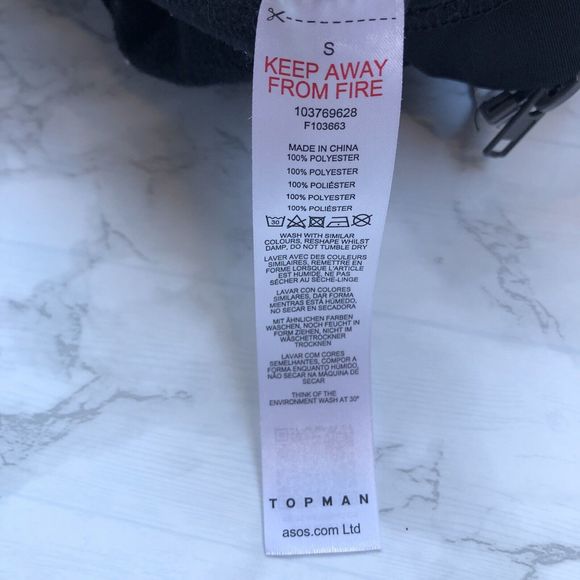 S
KEEP AWAY
FROM FIRE
103769628
F103663
MADE IN CHINA
100% POLYESTER
100% POLYESTER
100% POLIÉSTER
100% POLYESTER
100% POLIÉSTER
30
WASH WITH SIMILAR
COLOURS, RESHAPE WHILST
DAMP, DO NOT TUMBLE DRY
LAVER AVEC DES COULEURS
SIMILAIRES, REMETTRE EN
FORME LORSQUE L'ARTICLE
EST HUMIDE, NE PAS
SÉCHER AU SÈCHE-LINGE
LAVAR CON COLORES
SIMILARES, DAR FORMA
MIENTRAS ESTÁ HÚMEDO,
NO SECAR EN SECADORA
MIT ÄHNLICHEN FARBEN
WASCHEN, NOCH FEUCHT IN
FORM ZIEHEN, NICHT IM
WÄSCHETROCKNER
TROCKNEN
LAVAR COM CORES
SEMELHANTES, COMPOR A
FORMA ENQUANTO HÚMIDO,
NÃO SECAR NA MÁQUINA DE
SECAR
THINK OF THE
ENVIRONMENT WASH AT 30°
TOPMAN
asos.com Ltd